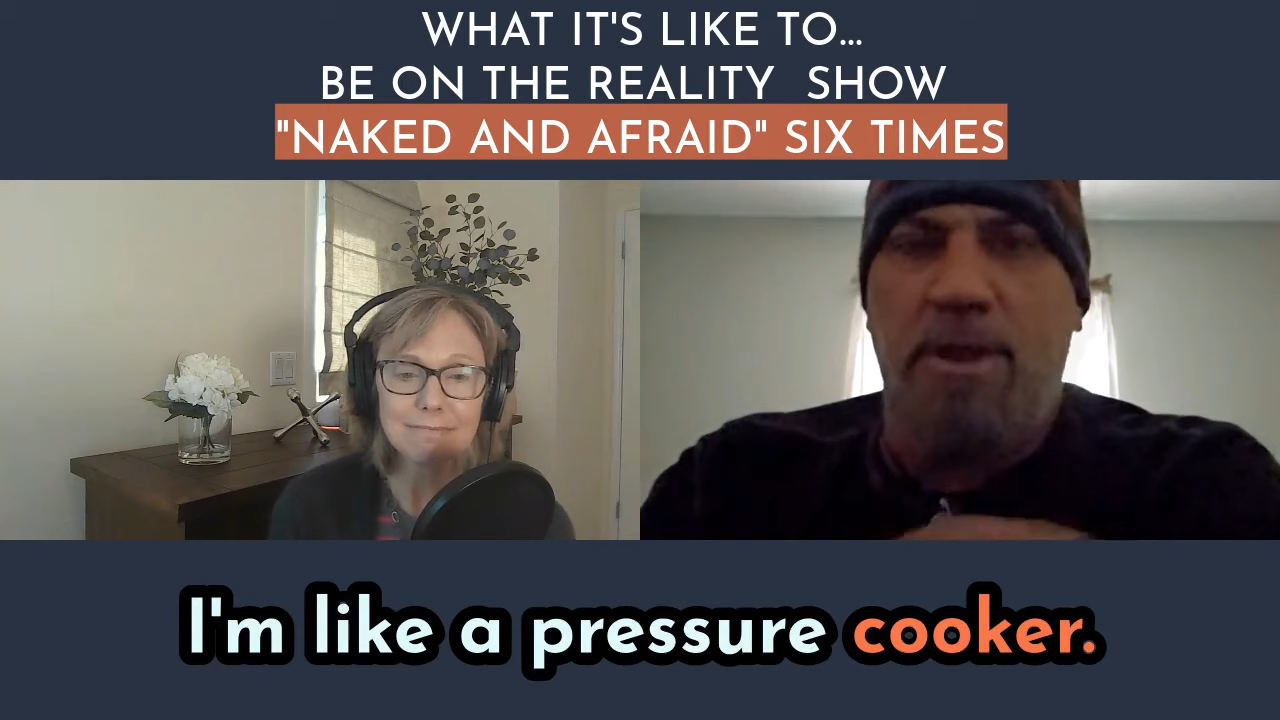 WHAT IT'S LIKE TO...
BE ON THE REALITY SHOW
"NAKED AND AFRAID" SIX TIMES
I'm like a pressure cooker.